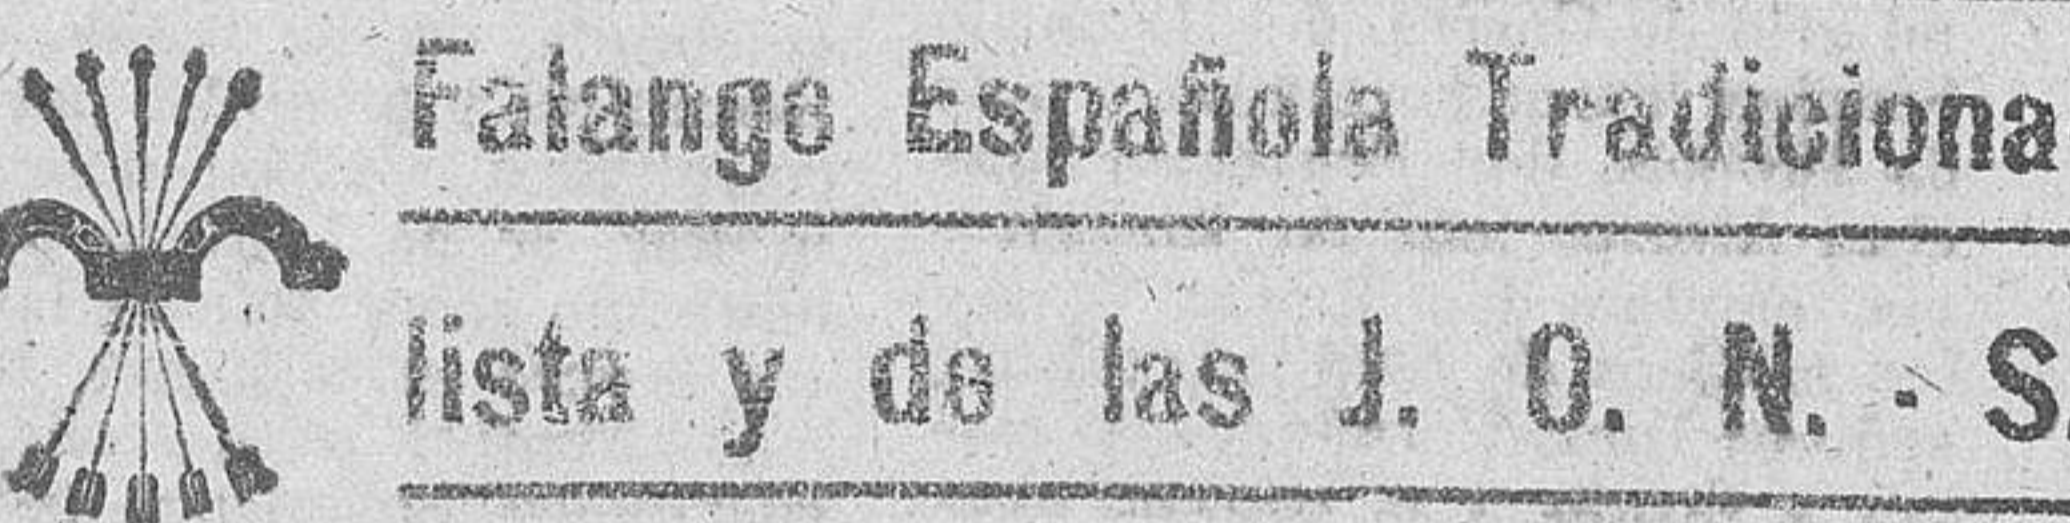 Falange Española Tradiciona
lista y de las J. O. N. - S.